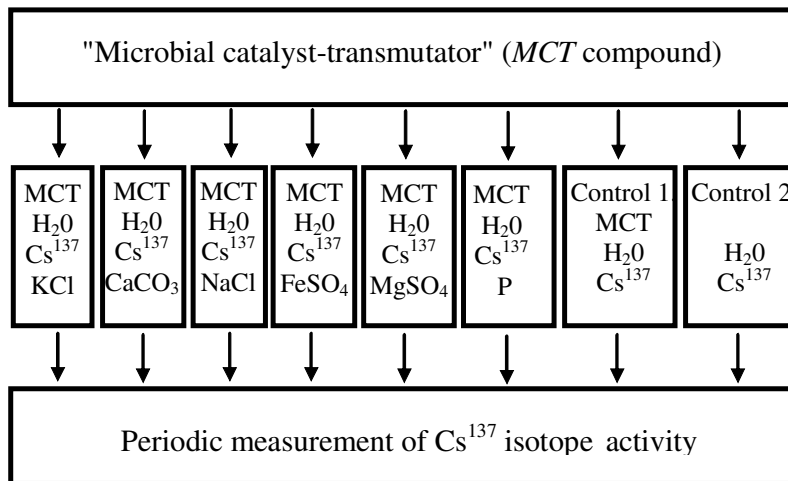 "Microbial catalyst-transmutator" (MCT compound)
MCT
H₂0
Cs¹³⁷
KCl
MCT
H₂0
Cs¹³⁷
CaCO₃
MCT
H₂0
Cs¹³⁷
NaCl
MCT
H₂0
Cs¹³⁷
FeSO₄
MCT
H₂0
Cs¹³⁷
MgSO₄
MCT
H₂0
Cs¹³⁷
P
Control 1.
MCT
H₂0
Cs¹³⁷
Control 2
H₂0
Cs¹³⁷
Periodic measurement of Cs¹³⁷ isotope activity